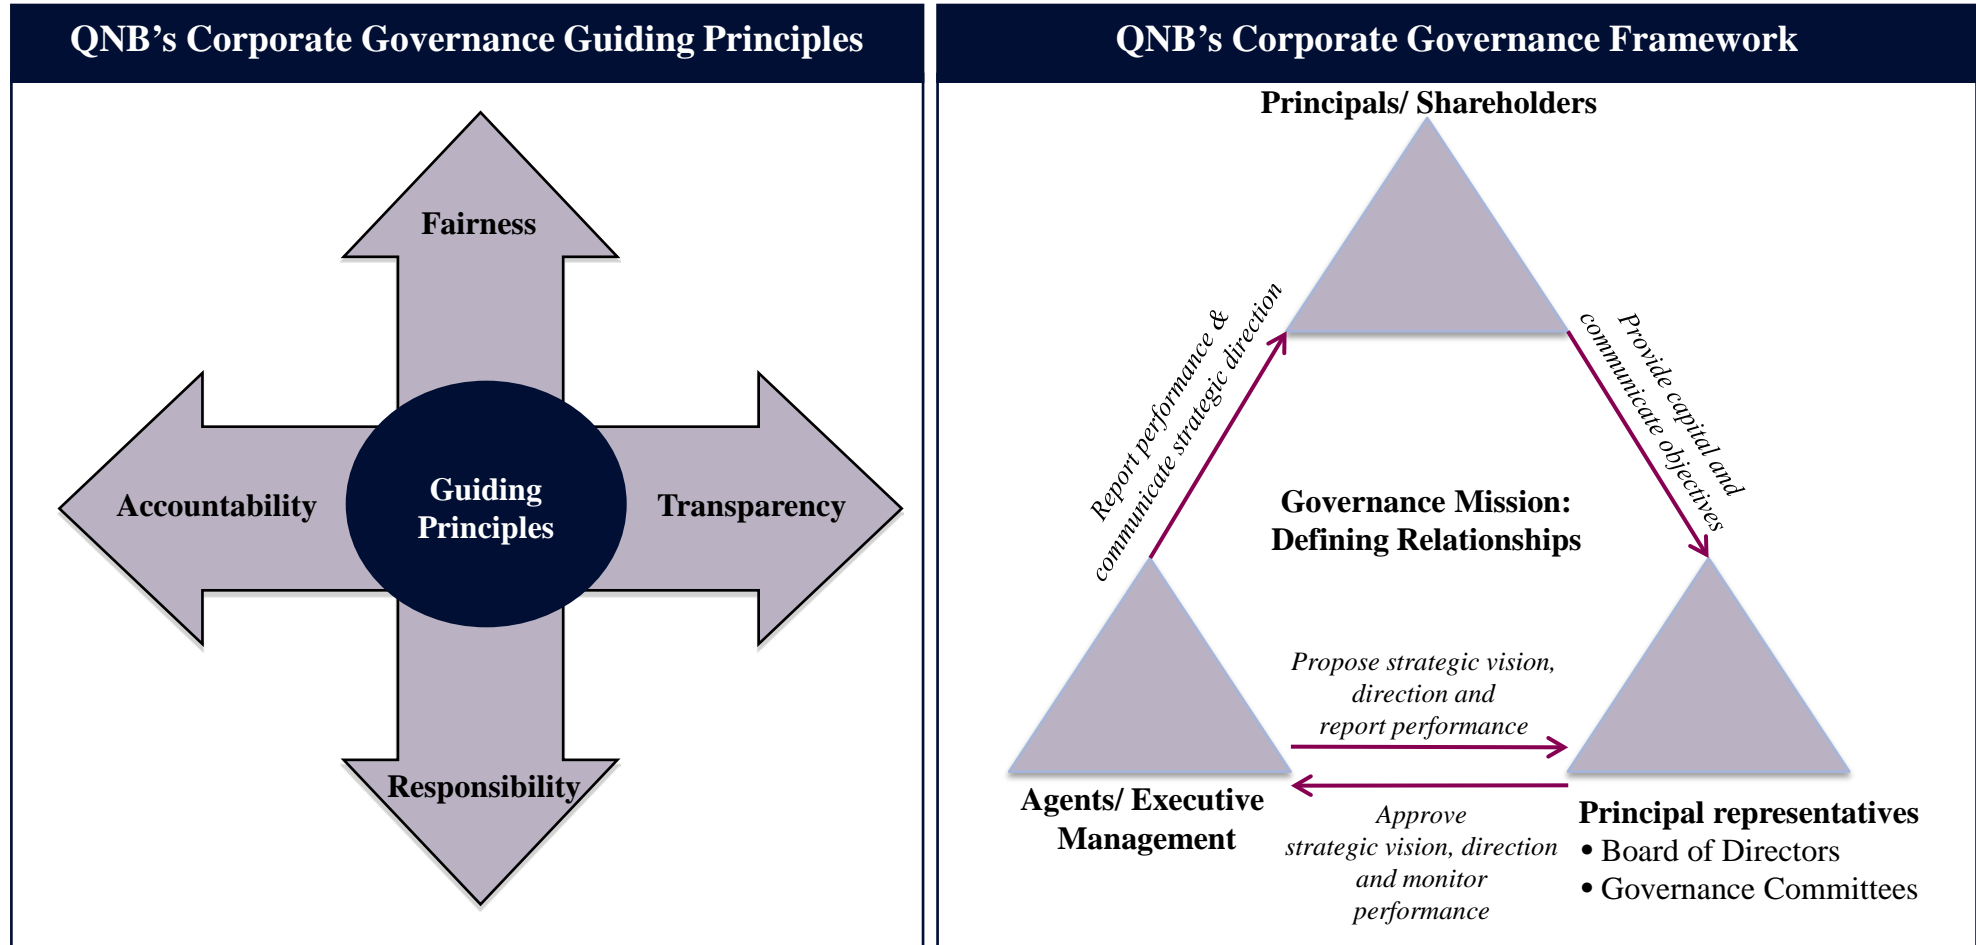 QNB’s Corporate Governance Guiding Principles
Fairness
Accountability
Guiding
Principles
Transparency
Responsibility
QNB’s Corporate Governance Framework
Principals/ Shareholders
Report performance &
communicate strategic direction
Provide capital and
communicate objectives
Governance Mission:
Defining Relationships
Propose strategic vision,
direction and
report performance
Agents/ Executive
Management
Approve
strategic vision, direction
and monitor
performance
Principal representatives
• Board of Directors
• Governance Committees